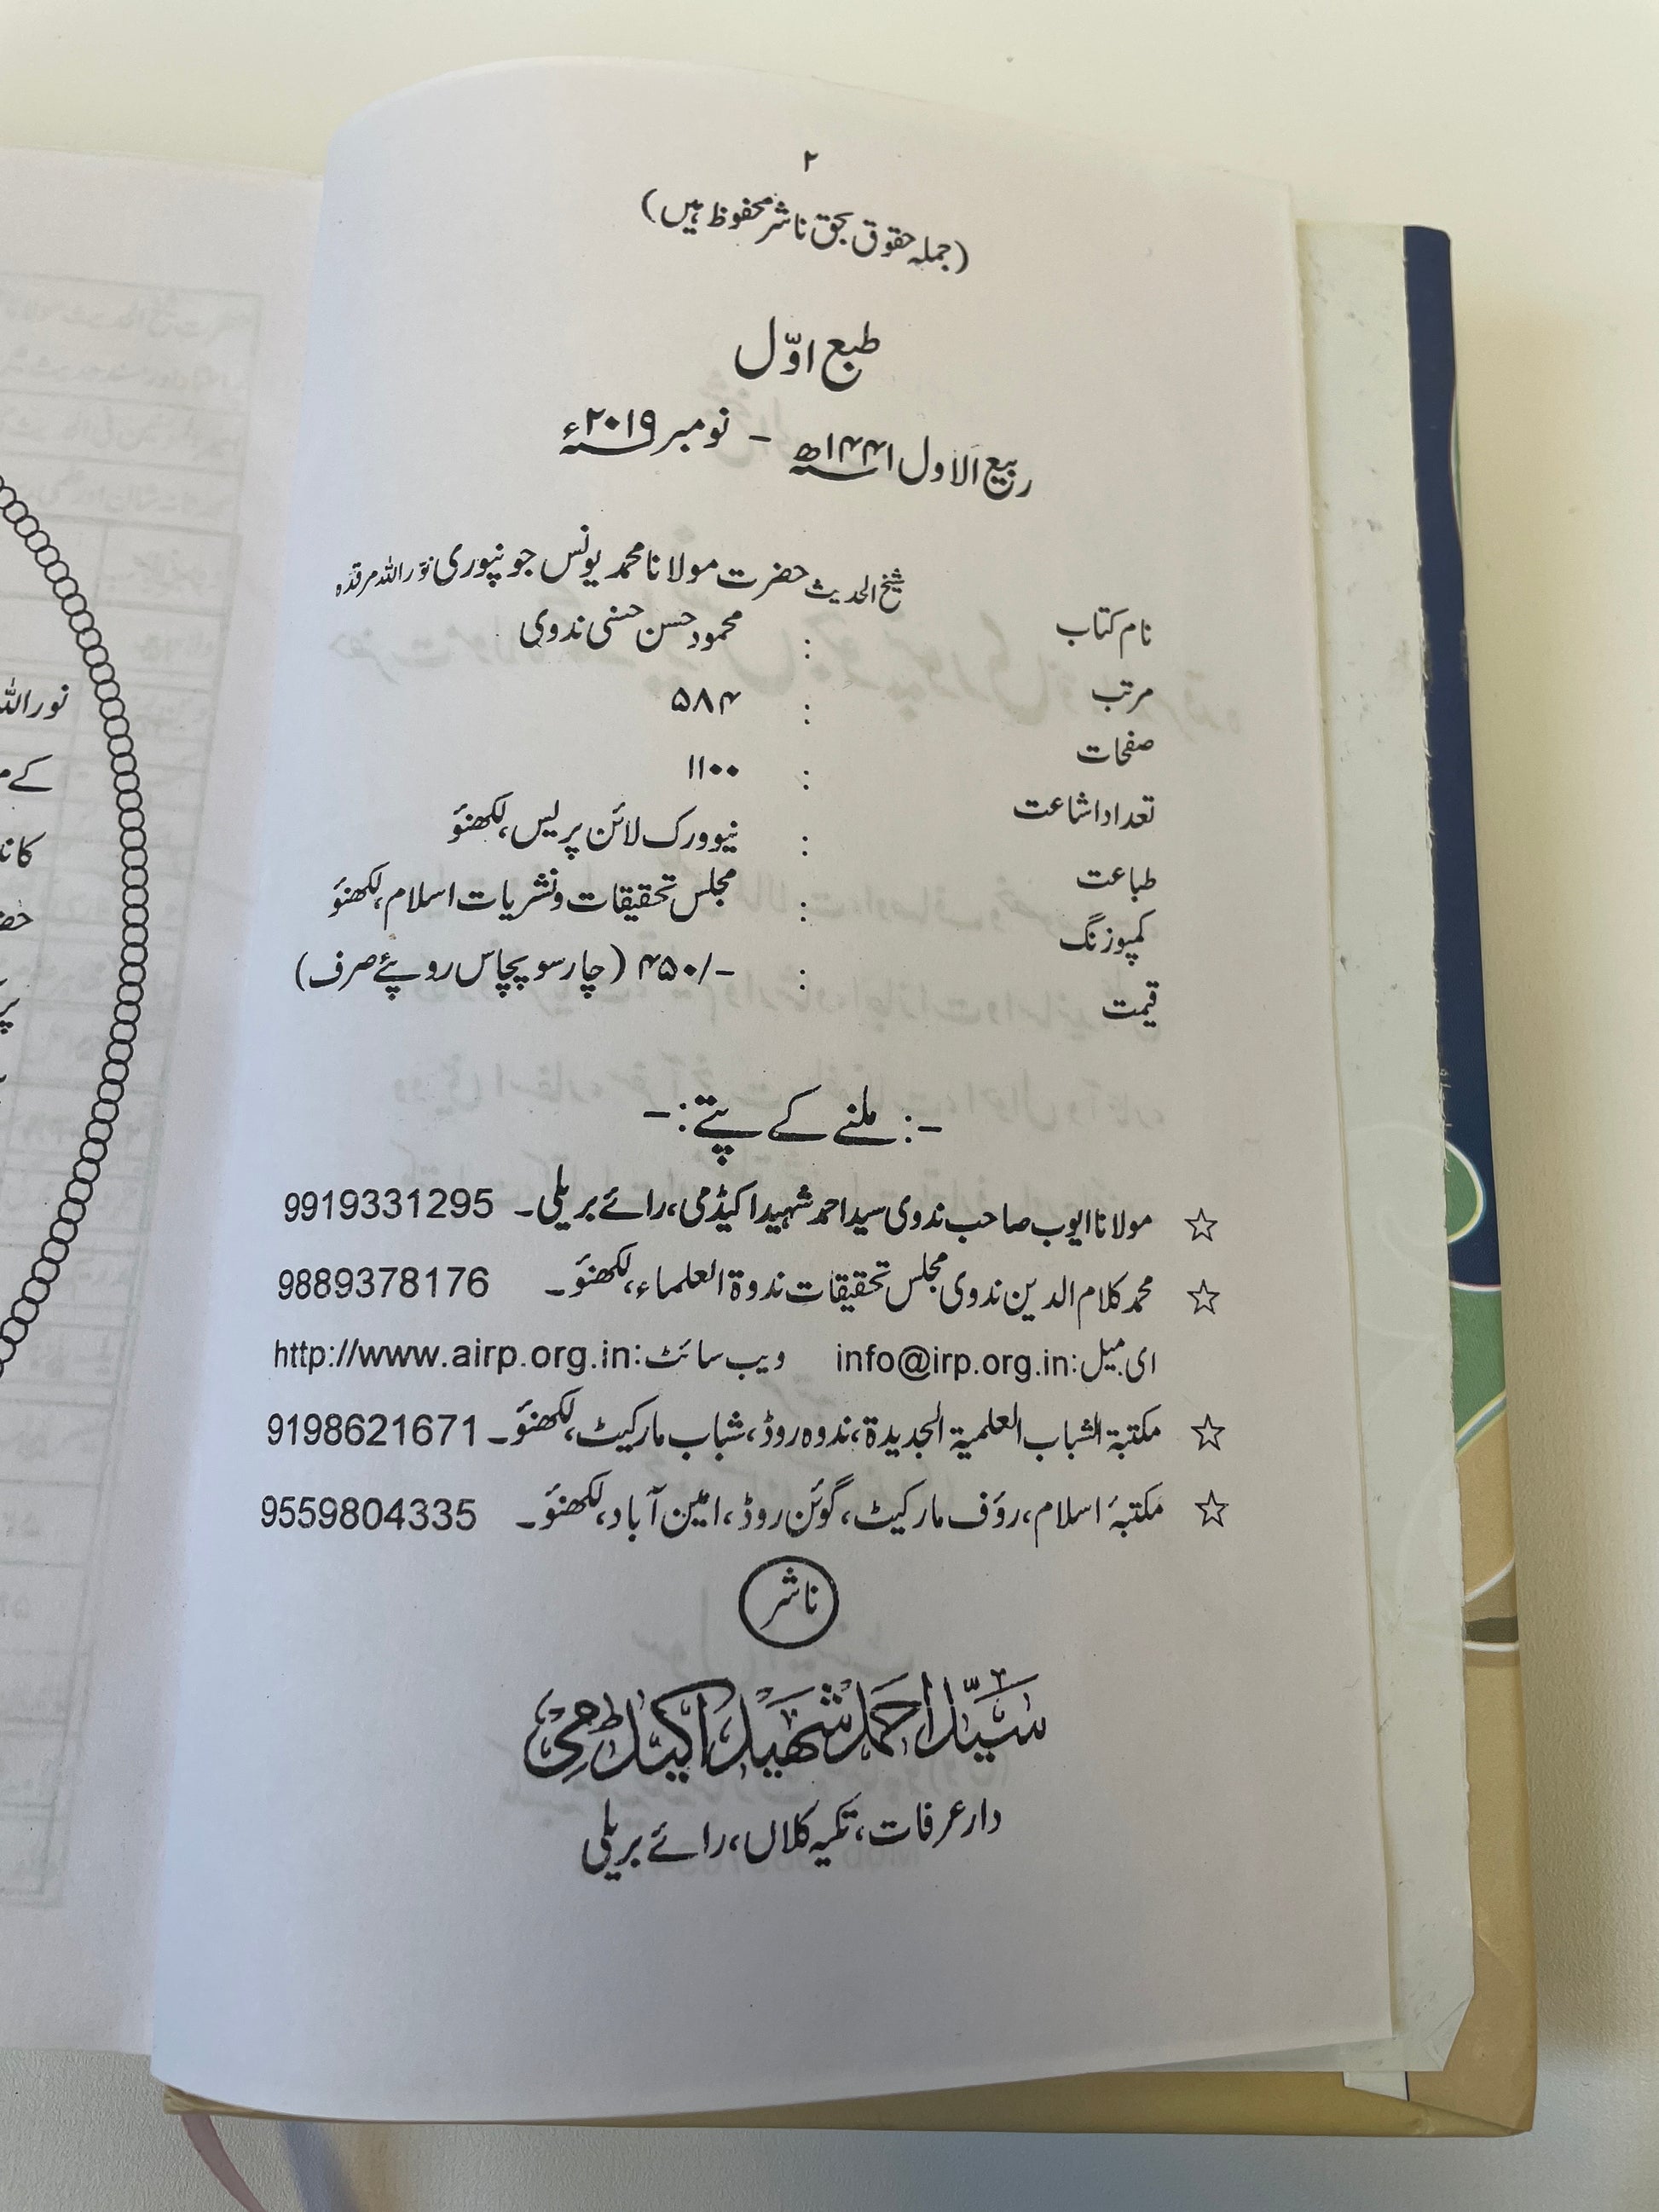 ۲
(جملہ حقوق بحق ناشر محفوظ ہیں)
طبع اوّل
ربیع الاول ۱۴۴۱ھ – نومبر ۲۰۱۹ء
نام کتاب شیخ الحدیث حضرت مولانا محمد یونس جونپوری نوّر اللہ مرقدہ
مرتب : محمود حسن حسنی ندوی
صفحات : ۵۸۴
تعداد اشاعت : ۱۱۰۰
طباعت : نیو ورک لائن پریس، لکھنؤ
کمپوزنگ : مجلس تحقیقات و نشریات اسلام، لکھنؤ
قیمت : ۴۵۰/- (چار سو پچاس روپئے صرف)
-: ملنے کے پتے :-
☆ مولانا ایوب صاحب ندوی سید احمد شہید اکیڈمی، رائے بریلی۔ 9919331295
☆ محمد کلام الدین ندوی مجلس تحقیقات ندوۃ العلماء، لکھنؤ۔ 9889378176
ای میل: info@irp.org.in ویب سائٹ: http://www.airp.org.in
☆ مکتبۃ الشباب العلمیۃ الجدیدۃ، ندوہ روڈ، شباب مارکیٹ، لکھنؤ۔ 9198621671
☆ مکتبۂ اسلام، رؤف مارکیٹ، گوئن روڈ، امین آباد، لکھنؤ۔ 9559804335
ناشر
سیّد احمد شہید اکیڈمی
دار عرفات، تکیہ کلاں، رائے بریلی
نور اللہ